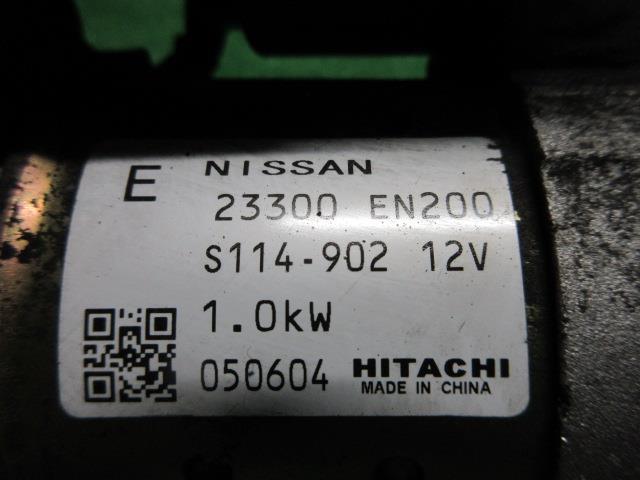 E NISSAN
23300 EN200
S114-902 12V
1.0kW
050604 HITACHI
MADE IN CHINA